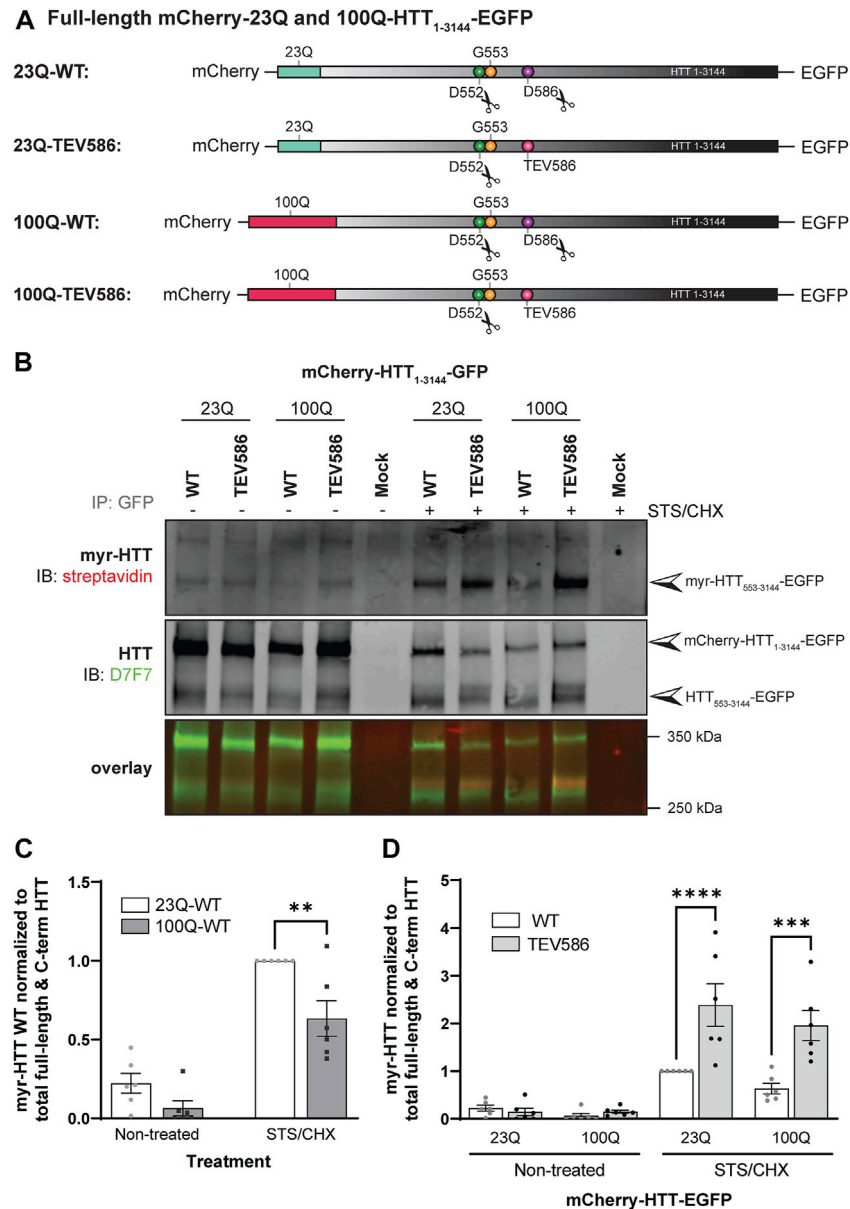 A Full-length mCherry-23Q and 100Q-HTT1-3144-EGFP
23Q G553
23Q-WT: mCherry HTT 1-3144 EGFP
D552 D586
23Q G553
23Q-TEV586: mCherry HTT 1-3144 EGFP
D552 TEV586
100Q G553
100Q-WT: mCherry HTT 1-3144 EGFP
D552 D586
100Q G553
100Q-TEV586: mCherry HTT 1-3144 EGFP
D552 TEV586
B
mCherry-HTT1-3144-GFP
23Q 100Q 23Q 100Q
WT TEV586 WT TEV586 Mock WT TEV586 WT TEV586 Mock
IP: GFP - - - - - + + + + + STS/CHX
myr-HTT
IB: streptavidin
myr-HTT553-3144-EGFP
HTT
IB: D7F7
mCherry-HTT1-3144-EGFP
HTT553-3144-EGFP
overlay
350 kDa
250 kDa
C
myr-HTT WT normalized to
total full-length & C-term HTT
1.5
1.0
0.5
0.0
23Q-WT
100Q-WT
**
Non-treated STS/CHX
Treatment
D
myr-HTT normalized to
total full-length & C-term HTT
5
4
3
2
1
0
WT
TEV586
****
***
23Q 100Q 23Q 100Q
Non-treated STS/CHX
mCherry-HTT-EGFP